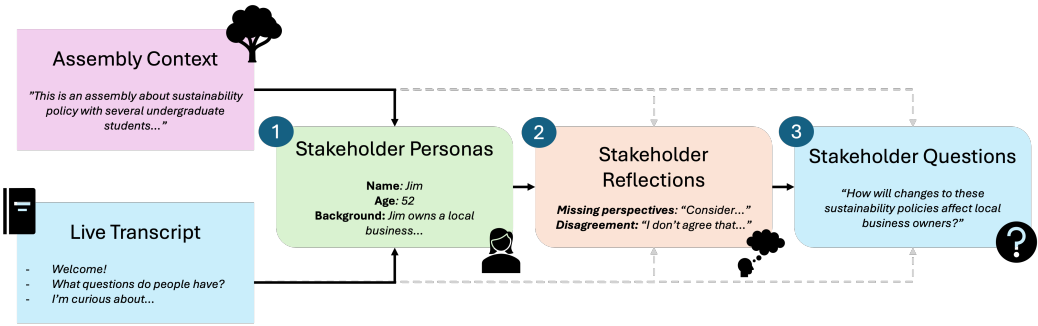 Assembly Context
"This is an assembly about sustainability
policy with several undergraduate
students..."
Live Transcript
- Welcome!
- What questions do people have?
- I'm curious about...
1
Stakeholder Personas
Name: Jim
Age: 52
Background: Jim owns a local
business...
2
Stakeholder
Reflections
Missing perspectives: “Consider...”
Disagreement: “I don’t agree that...”
3
Stakeholder Questions
“How will changes to these
sustainability policies affect local
business owners?”
?